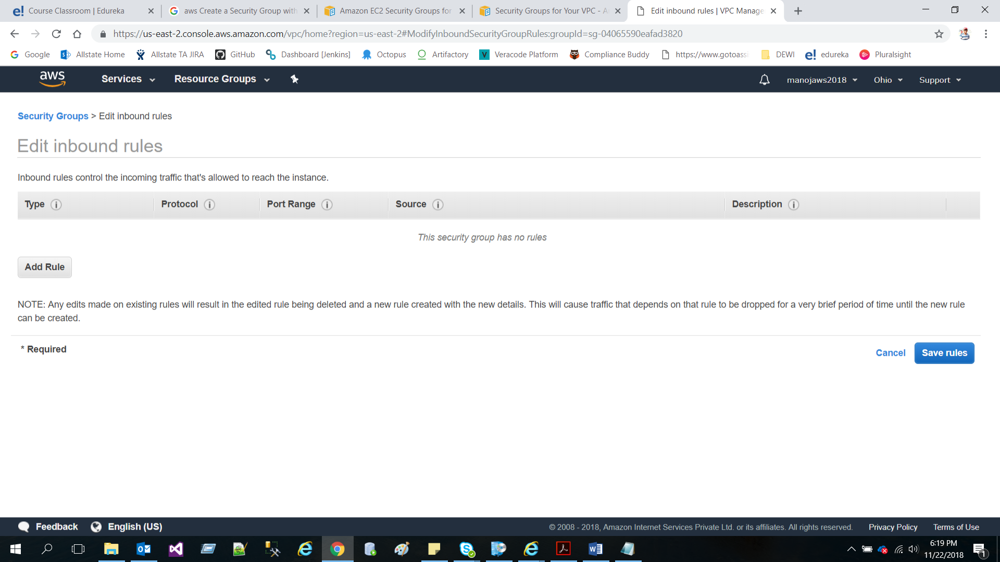 Course Classroom | Edureka
aws Create a Security Group with
Amazon EC2 Security Groups for
Security Groups for Your VPC - A
Edit inbound rules | VPC Manage
https://us-east-2.console.aws.amazon.com/vpc/home?region=us-east-2#ModifyInboundSecurityGroupRules:groupId=sg-04065590eafad3820
Google Allstate Home Allstate TA JIRA GitHub Dashboard [Jenkins] Octopus Artifactory Veracode Platform Compliance Buddy https://www.gotoassi DEWI edureka Pluralsight
aws Services Resource Groups manojaws2018 Ohio Support
Security Groups > Edit inbound rules
Edit inbound rules
Inbound rules control the incoming traffic that's allowed to reach the instance.
Type Protocol Port Range Source Description
This security group has no rules
Add Rule
NOTE: Any edits made on existing rules will result in the edited rule being deleted and a new rule created with the new details. This will cause traffic that depends on that rule to be dropped for a very brief period of time until the new rule
can be created.
* Required
Cancel Save rules
Feedback English (US) © 2008 - 2018, Amazon Internet Services Private Ltd. or its affiliates. All rights reserved. Privacy Policy Terms of Use
6:19 PM
11/22/2018
1